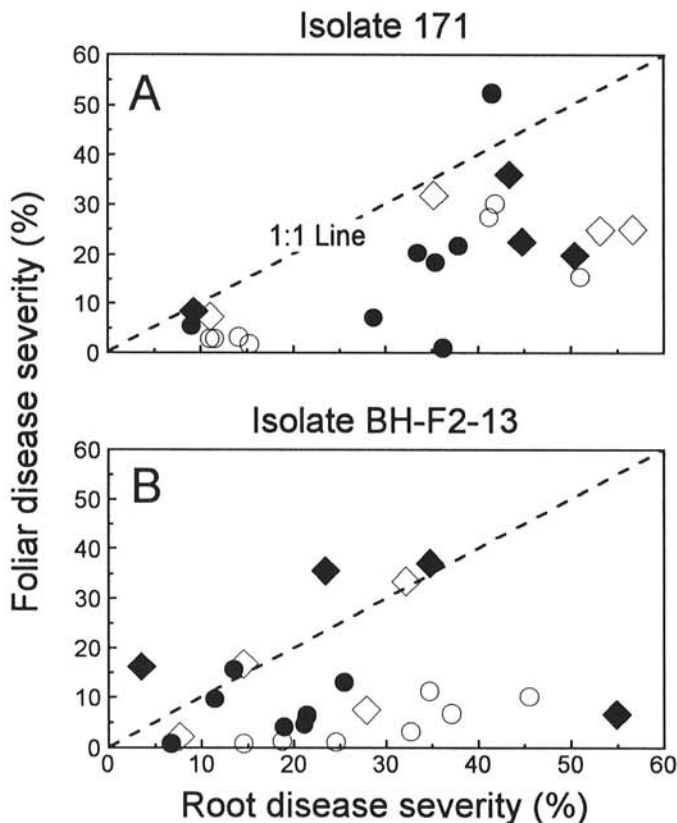 Isolate 171
A
60
50
40
30
20
10
0
1:1 Line
Isolate BH-F2-13
B
60
50
40
30
20
10
0
0 10 20 30 40 50 60
Root disease severity (%)
Foliar disease severity (%)